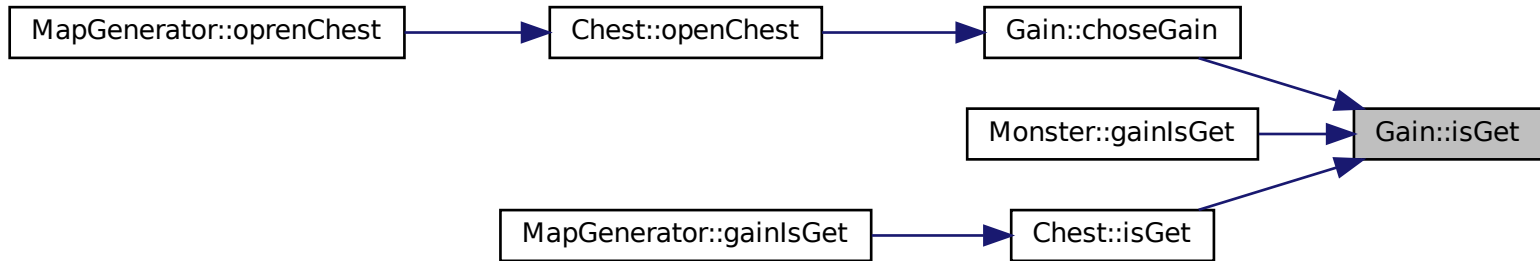 MapGenerator::oprenChest
Chest::openChest
Gain::choseGain
Monster::gainIsGet
Gain::isGet
MapGenerator::gainIsGet
Chest::isGet